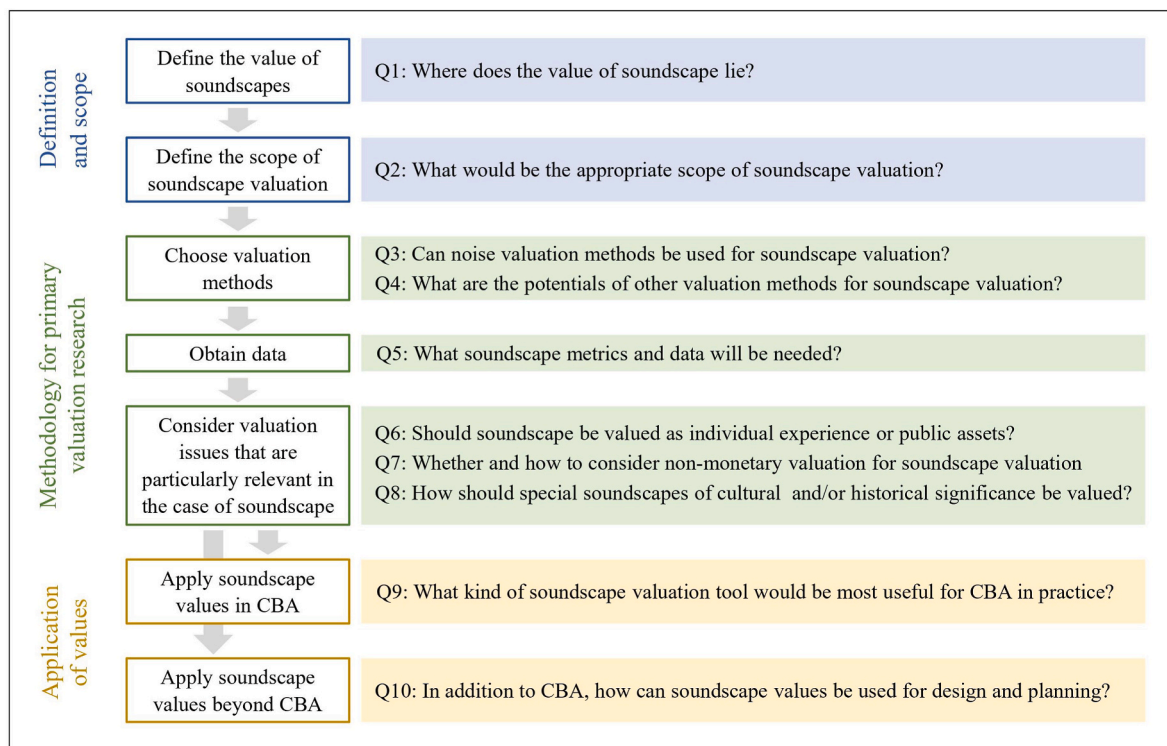 Definition
and scope
Define the value of
soundscapes
Q1: Where does the value of soundscape lie?
Define the scope of
soundscape valuation
Q2: What would be the appropriate scope of soundscape valuation?
Methodology for primary
valuation research
Choose valuation
methods
Q3: Can noise valuation methods be used for soundscape valuation?
Q4: What are the potentials of other valuation methods for soundscape valuation?
Obtain data
Q5: What soundscape metrics and data will be needed?
Consider valuation
issues that are
particularly relevant in
the case of soundscape
Q6: Should soundscape be valued as individual experience or public assets?
Q7: Whether and how to consider non-monetary valuation for soundscape valuation
Q8: How should special soundscapes of cultural and/or historical significance be valued?
Application
of values
Apply soundscape
values in CBA
Q9: What kind of soundscape valuation tool would be most useful for CBA in practice?
Apply soundscape
values beyond CBA
Q10: In addition to CBA, how can soundscape values be used for design and planning?